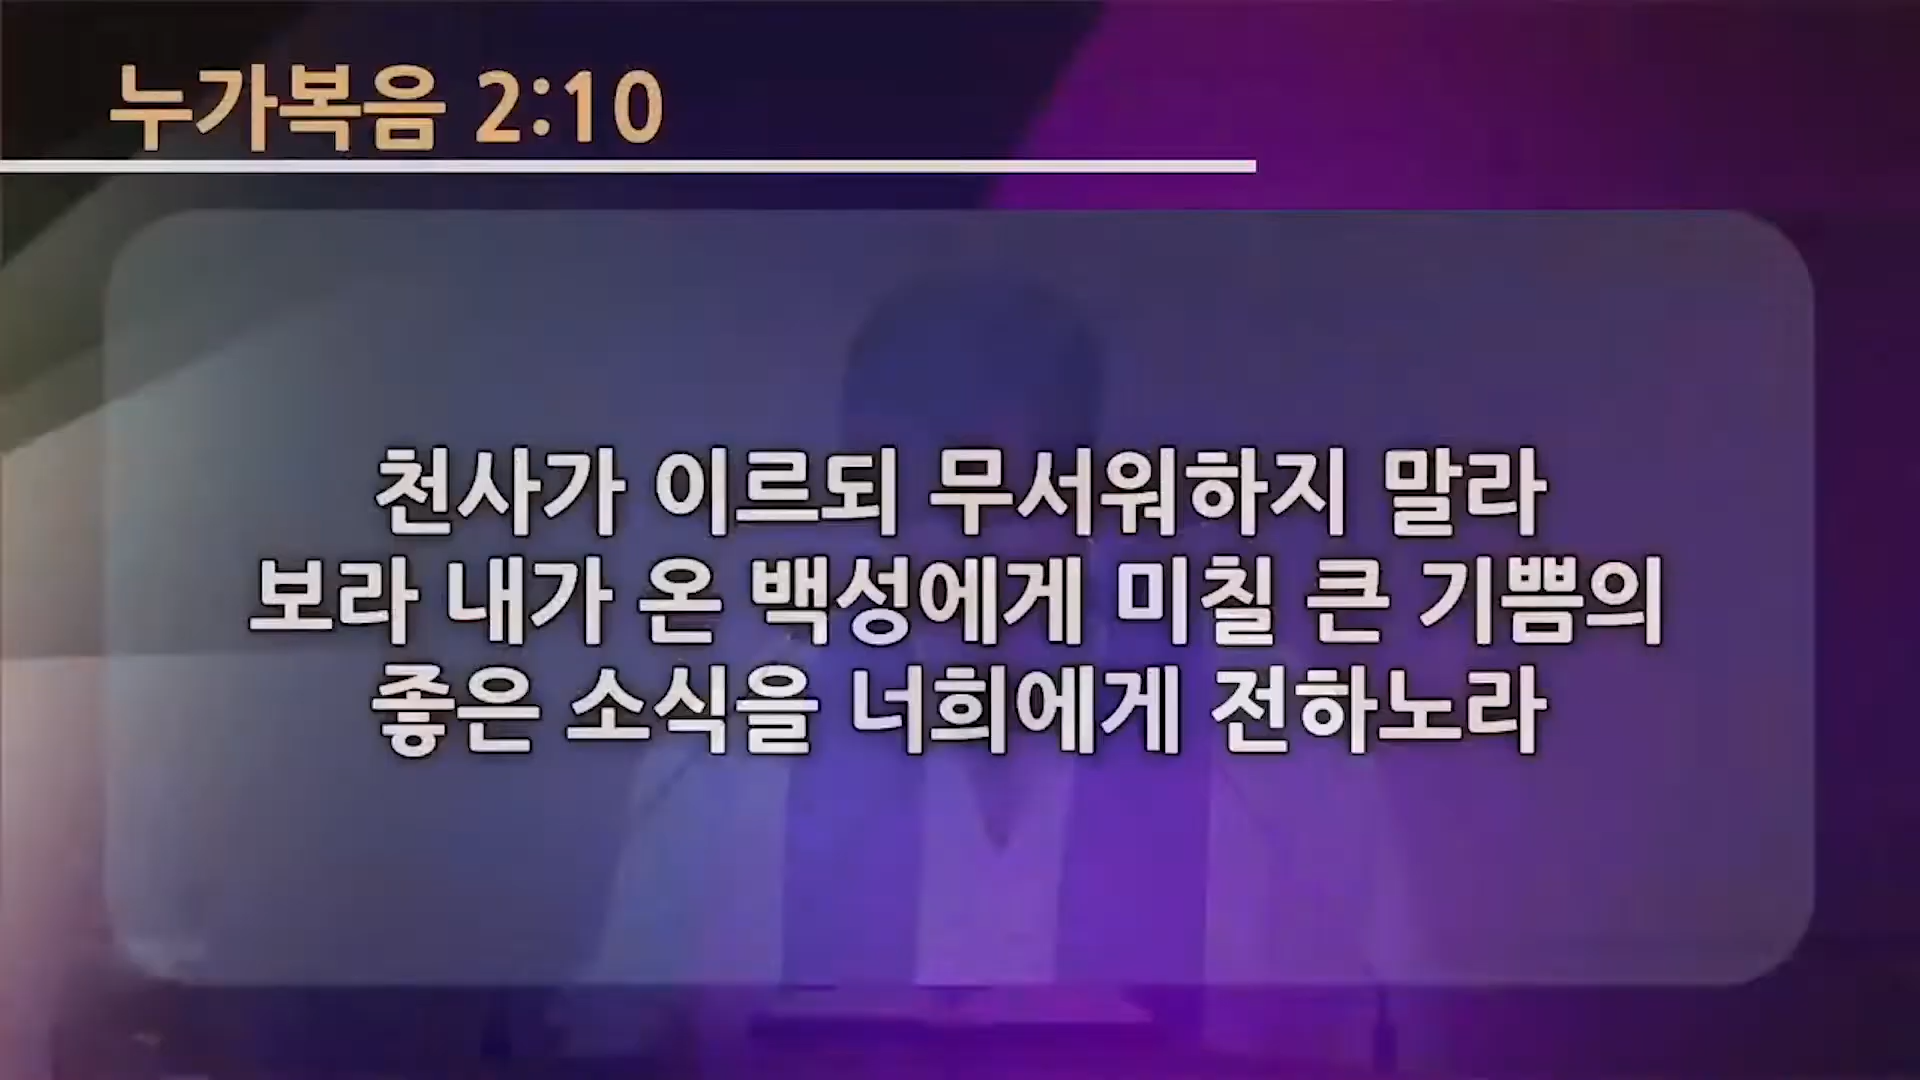 누가복음 2:10
천사가 이르되 무서워하지 말라
보라 내가 온 백성에게 미칠 큰 기쁨의
좋은 소식을 너희에게 전하노라